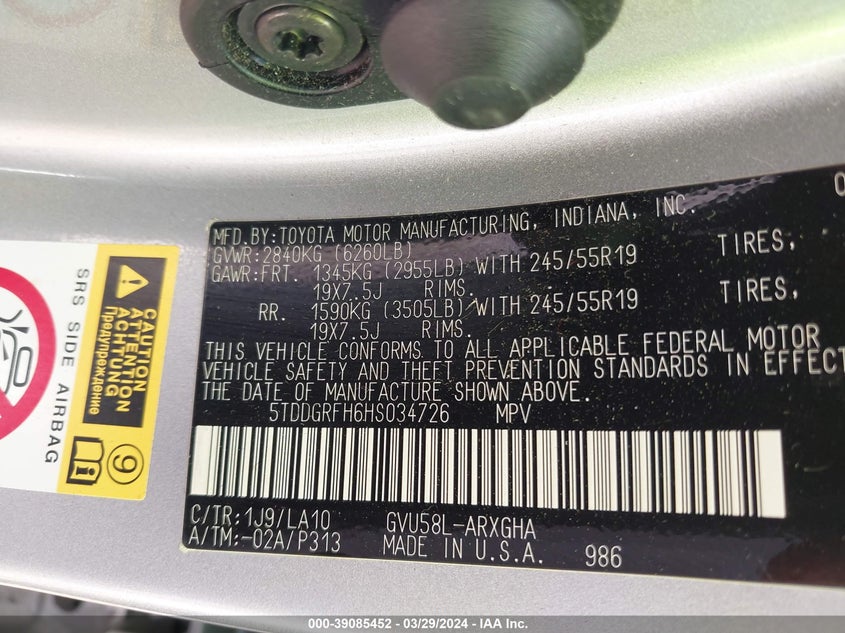 MFD.BY:TOYOTA MOTOR MANUFACTURING, INDIANA, INC. 0
GVWR:2840KG (6260LB)
GAWR:FRT. 1345KG (2955LB) WITH 245/55R19 TIRES,
19X7.5J RIMS.
RR. 1590KG (3505LB) WITH 245/55R19 TIRES,
19X7.5J RIMS.
THIS VEHICLE CONFORMS TO ALL APPLICABLE FEDERAL MOTOR
VEHICLE SAFETY AND THEFT PREVENTION STANDARDS IN EFFECT
THE DATE OF MANUFACTURE SHOWN ABOVE.
5TDDGRFH6HS034726 MPV
C/TR:1J9/LA10 GVU58L-ARXGHA
A/TM:-02A/P313 MADE IN U.S.A. 986
CAUTION
ATTENTION
ACHTUNG
Предупреждение
9
SRS SIDE AIRBAG
000-39085452 - 03/29/2024 - IAA Inc.